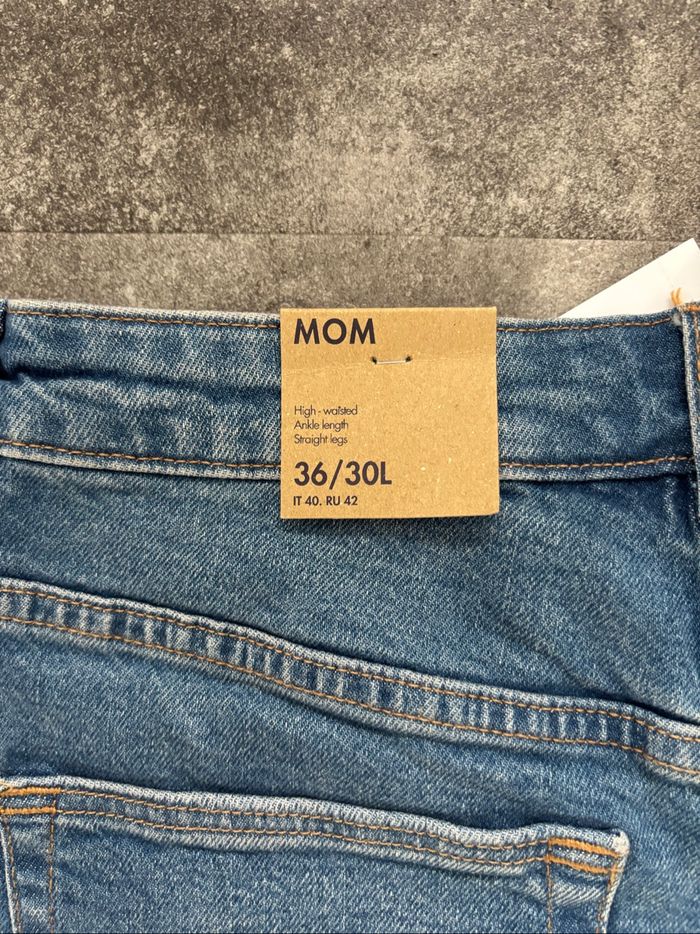 MOM
High - waisted
Ankle length
Straight legs
36/30L
IT 40. RU 42